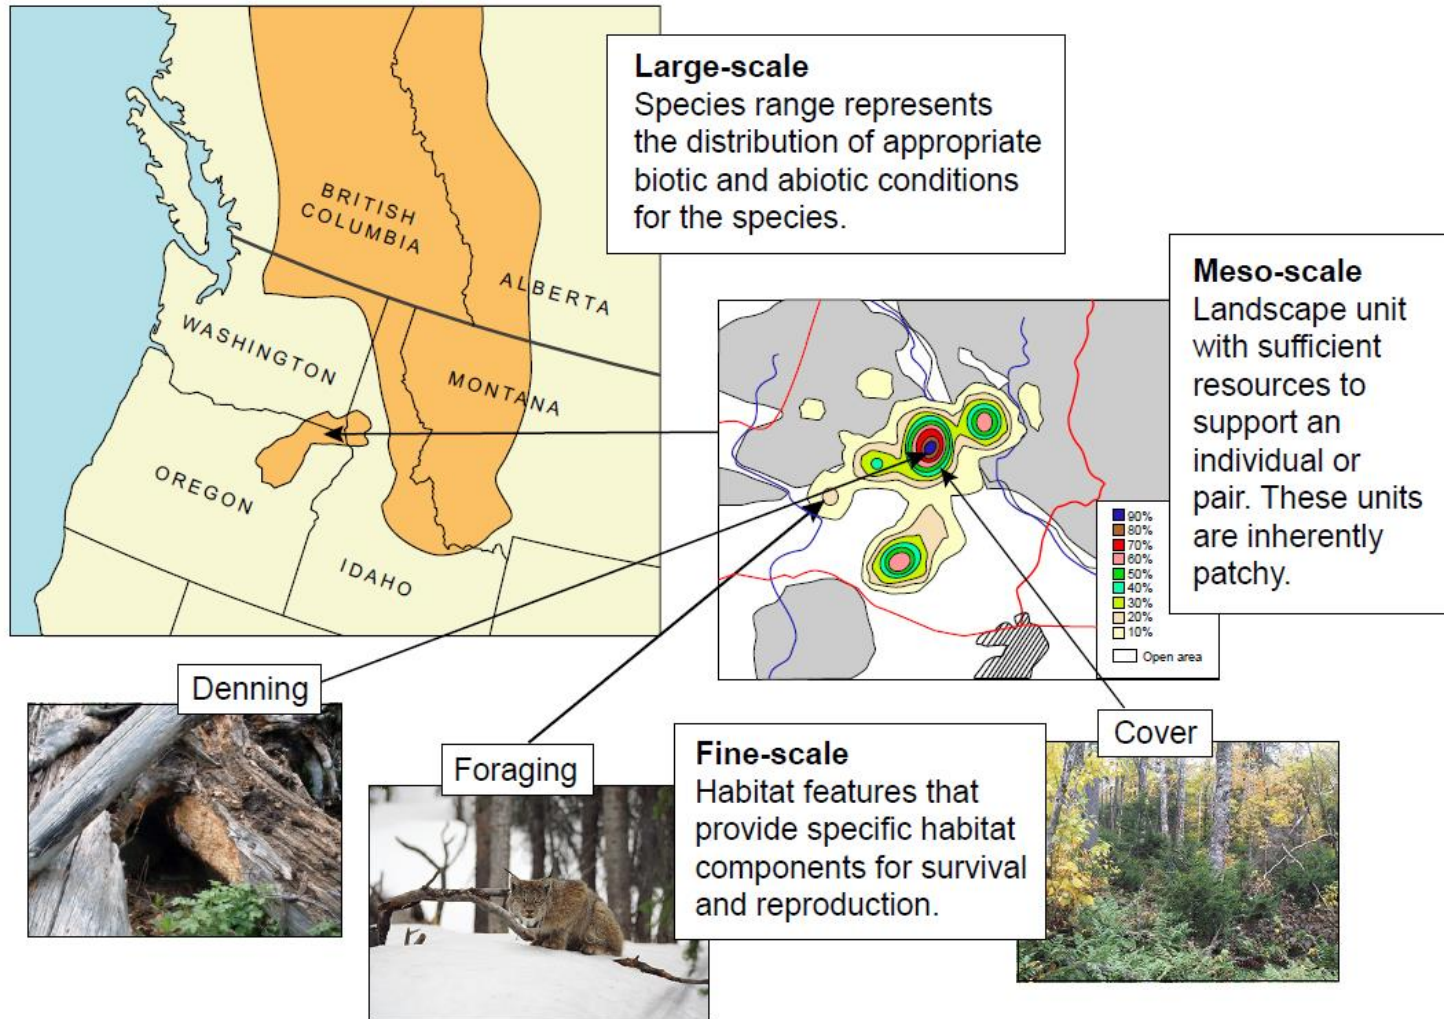 Large-scale
Species range represents
the distribution of appropriate
biotic and abiotic conditions
for the species.
BRITISH
COLUMBIA
ALBERTA
WASHINGTON
MONTANA
OREGON
IDAHO
Meso-scale
Landscape unit
with sufficient
resources to
support an
individual or
pair. These units
are inherently
patchy.
90%
80%
70%
60%
50%
40%
30%
20%
10%
Open area
Denning
Foraging
Cover
Fine-scale
Habitat features that
provide specific habitat
components for survival
and reproduction.